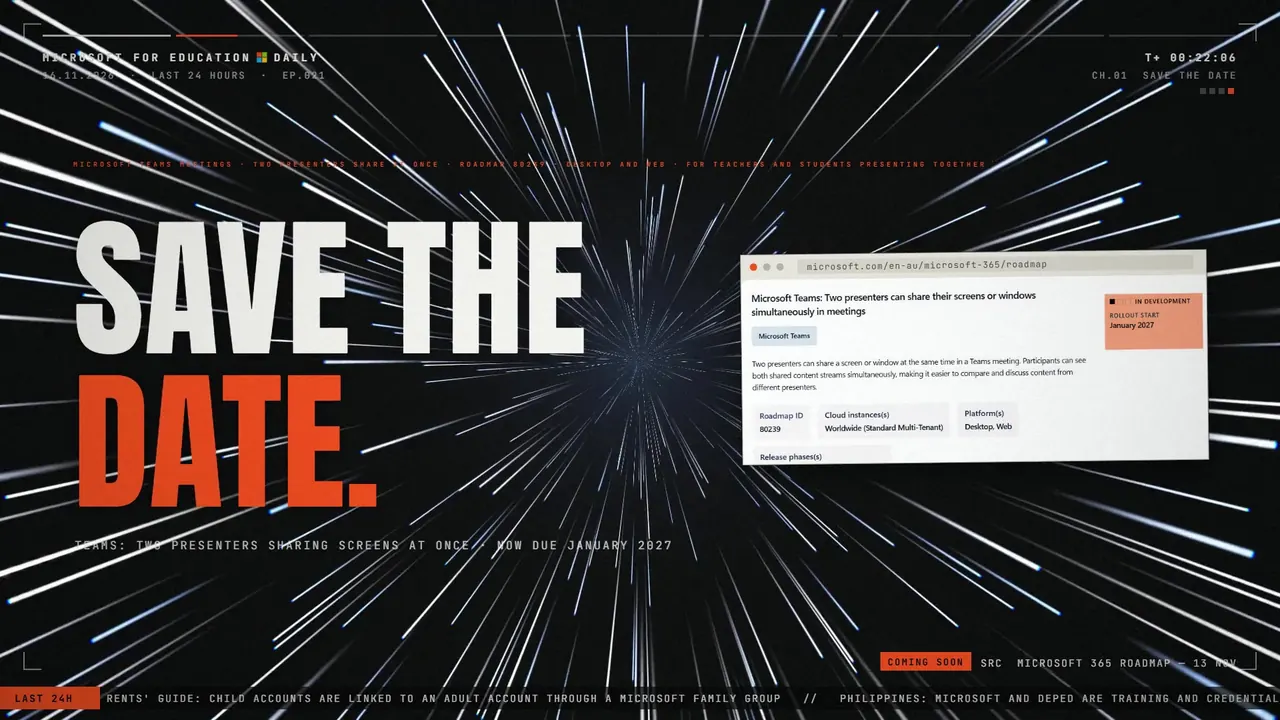 MICROSOFT FOR EDUCATION DAILY
16.11.2026 · LAST 24 HOURS · EP.021
T+ 00:22:06
CH.01 SAVE THE DATE
MICROSOFT TEAMS MEETINGS · TWO PRESENTERS SHARE AT ONCE · ROADMAP 80239 · DESKTOP AND WEB · FOR TEACHERS AND STUDENTS PRESENTING TOGETHER
SAVE THE
DATE.
TEAMS: TWO PRESENTERS SHARING SCREENS AT ONCE · NOW DUE JANUARY 2027
microsoft.com/en-au/microsoft-365/roadmap
Microsoft Teams: Two presenters can share their screens or windows
simultaneously in meetings
Microsoft Teams
Two presenters can share a screen or window at the same time in a Teams meeting. Participants can see
both shared content streams simultaneously, making it easier to compare and discuss content from
different presenters.
Roadmap ID
80239
Cloud instances(s)
Worldwide (Standard Multi-Tenant)
Platform(s)
Desktop, Web
Release phases(s)
IN DEVELOPMENT
ROLLOUT START
January 2027
COMING SOON SRC MICROSOFT 365 ROADMAP — 13 NOV
LAST 24H RENTS' GUIDE: CHILD ACCOUNTS ARE LINKED TO AN ADULT ACCOUNT THROUGH A MICROSOFT FAMILY GROUP // PHILIPPINES: MICROSOFT AND DEPED ARE TRAINING AND CREDENTIAL